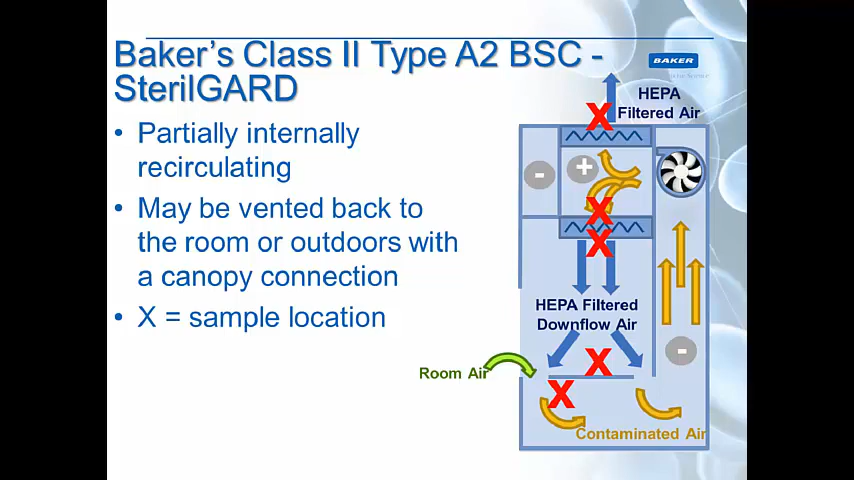 Baker's Class II Type A2 BSC -
SterilGARD
BAKER
• Partially internally
recirculating
• May be vented back to
the room or outdoors with
a canopy connection
• X = sample location
HEPA
Filtered Air
X
-
+
X
X
HEPA Filtered
Downflow Air
-
Room Air
X
X
Contaminated Air